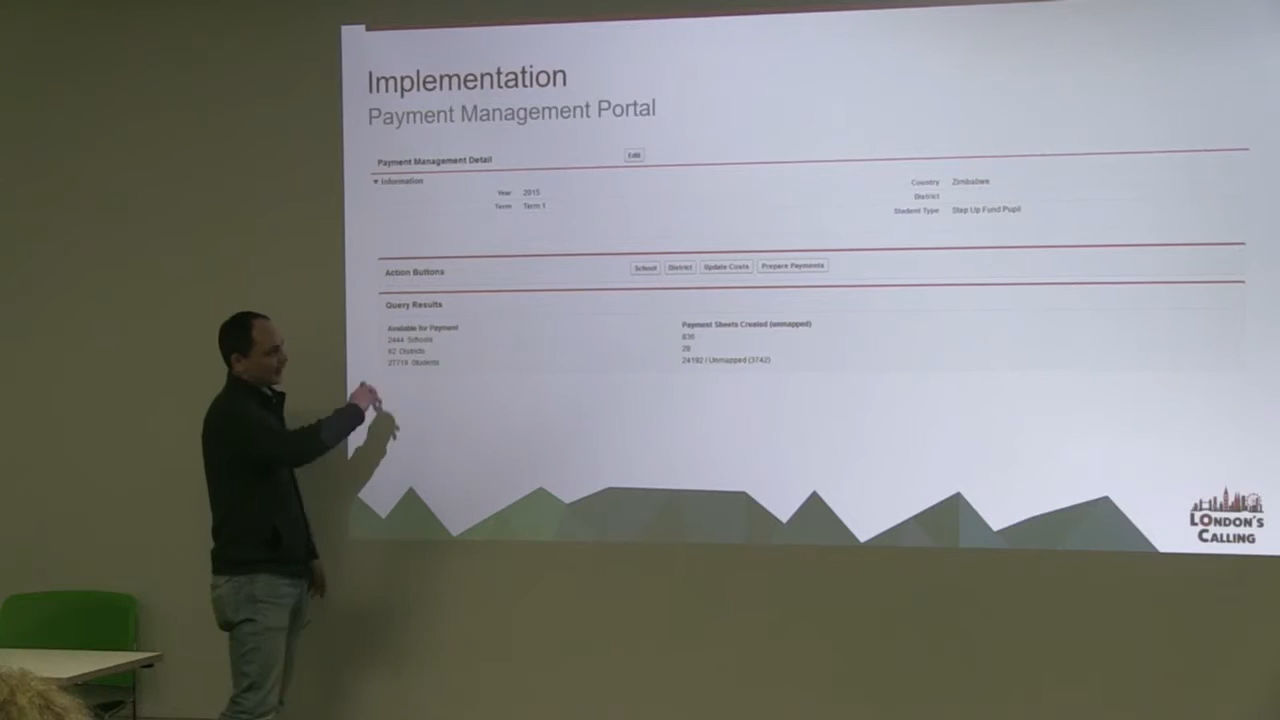 Implementation
Payment Management Portal
Payment Management Detail Edit
Information
Year 2015
Term Term 1
Country Zimbabwe
District
Student Type Step Up Fund Pupil
Action Buttons School District Update Costs Prepare Payments
Query Results
Available for Payment
2444 Schools
62 Districts
27719 Students
Payment Sheets Created (unmapped)
836
28
24192 / Unmapped (3742)
LONDON'S
CALLING